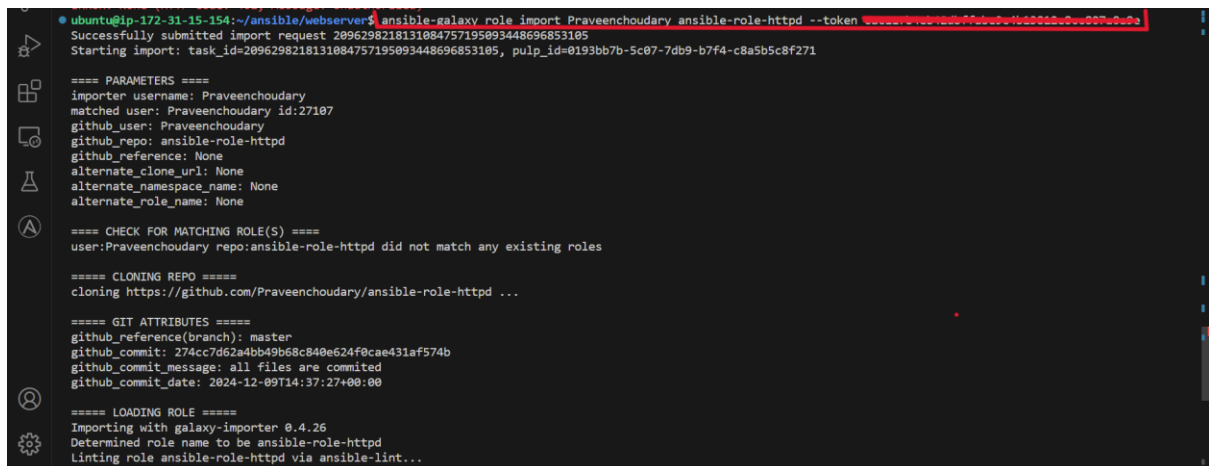 ubuntu@ip-172-31-15-154:~/ansible/webserver$ ansible-galaxy role import Praveenchoudary ansible-role-httpd --token
Successfully submitted import request 209629821813108475719509344869685​3105
Starting import: task_id=209629821813108475719509344869685​3105, pulp_id=0193bb7b-5c07-7db9-b7f4-c8a5b5c8f271
==== PARAMETERS ====
importer username: Praveenchoudary
matched user: Praveenchoudary id:27107
github_user: Praveenchoudary
github_repo: ansible-role-httpd
github_reference: None
alternate_clone_url: None
alternate_namespace_name: None
alternate_role_name: None
==== CHECK FOR MATCHING ROLE(S) ====
user:Praveenchoudary repo:ansible-role-httpd did not match any existing roles
===== CLONING REPO =====
cloning https://github.com/Praveenchoudary/ansible-role-httpd ...
===== GIT ATTRIBUTES =====
github_reference(branch): master
github_commit: 274cc7d62a4bb49b68c840e624f0cae431af574b
github_commit_message: all files are commited
github_commit_date: 2024-12-09T14:37:27+00:00
===== LOADING ROLE =====
Importing with galaxy-importer 0.4.26
Determined role name to be ansible-role-httpd
Linting role ansible-role-httpd via ansible-lint...